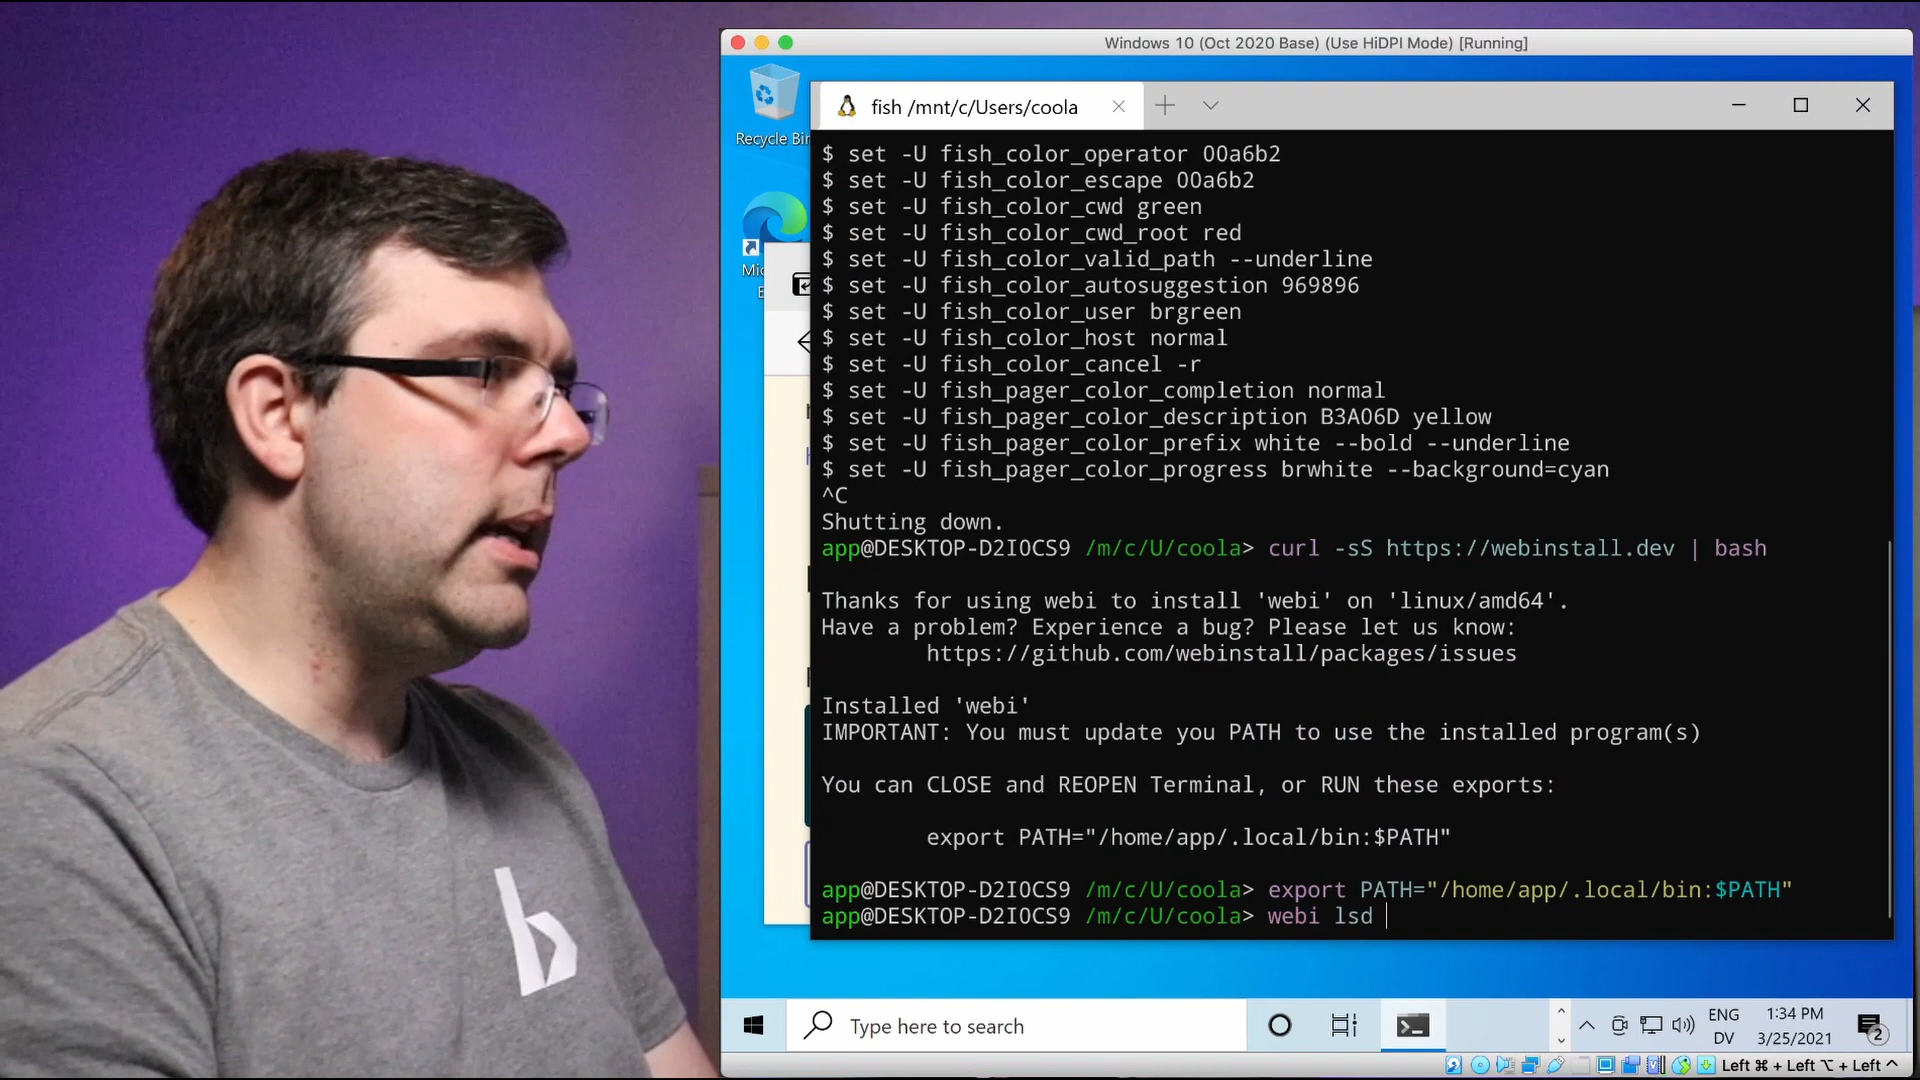 Windows 10 (Oct 2020 Base) (Use HiDPI Mode) [Running]
Recycle Bin
fish /mnt/c/Users/coola
$ set -U fish_color_operator 00a6b2
$ set -U fish_color_escape 00a6b2
$ set -U fish_color_cwd green
$ set -U fish_color_cwd_root red
$ set -U fish_color_valid_path --underline
$ set -U fish_color_autosuggestion 969896
$ set -U fish_color_user brgreen
$ set -U fish_color_host normal
$ set -U fish_color_cancel -r
$ set -U fish_pager_color_completion normal
$ set -U fish_pager_color_description B3A06D yellow
$ set -U fish_pager_color_prefix white --bold --underline
$ set -U fish_pager_color_progress brwhite --background=cyan
^C
Shutting down.
app@DESKTOP-D2I0CS9 /m/c/U/coola> curl -sS https://webinstall.dev | bash
Thanks for using webi to install 'webi' on 'linux/amd64'.
Have a problem? Experience a bug? Please let us know:
https://github.com/webinstall/packages/issues
Installed 'webi'
IMPORTANT: You must update you PATH to use the installed program(s)
You can CLOSE and REOPEN Terminal, or RUN these exports:
export PATH="/home/app/.local/bin:$PATH"
app@DESKTOP-D2I0CS9 /m/c/U/coola> export PATH="/home/app/.local/bin:$PATH"
app@DESKTOP-D2I0CS9 /m/c/U/coola> webi lsd
b
Type here to search
ENG
DV
1:34 PM
3/25/2021
2
Left ⌘ + Left ⌥ + Left ^